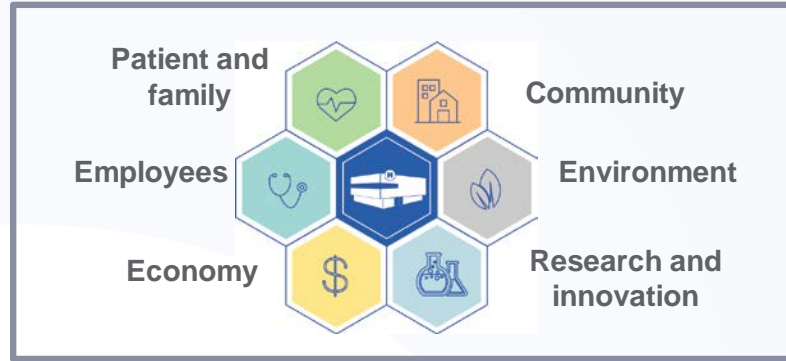 Patient and
family
Community
Employees
Environment
Economy
Research and
innovation
H
$